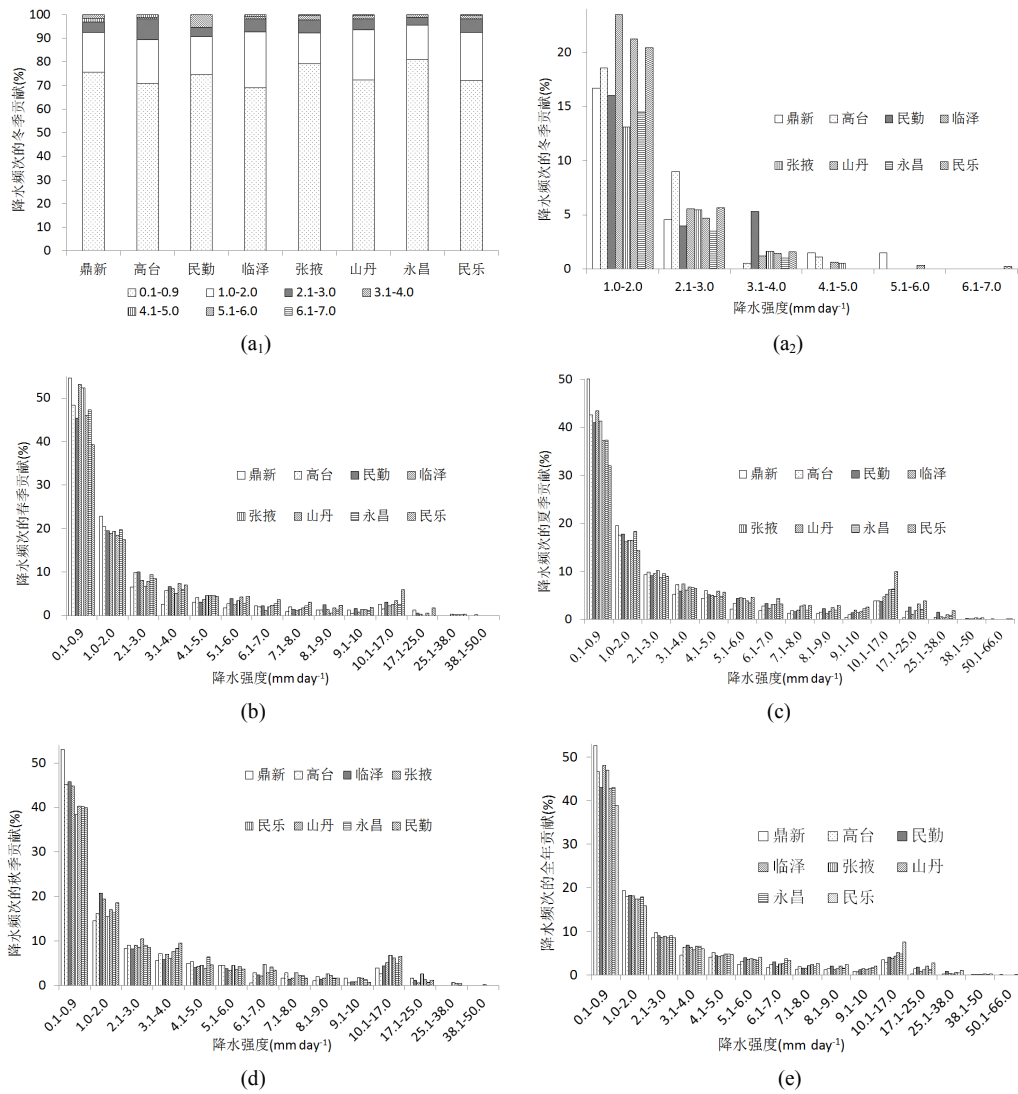 降水频次的冬季贡献(%)
100
90
80
70
60
50
40
30
20
10
0
鼎新 高台 民勤 临泽 张掖 山丹 永昌 民乐
0.1-0.9 1.0-2.0 2.1-3.0 3.1-4.0
4.1-5.0 5.1-6.0 6.1-7.0
(a1)
降水频次的冬季贡献(%)
20
15
10
5
0
鼎新 高台 民勤 临泽
张掖 山丹 永昌 民乐
1.0-2.0 2.1-3.0 3.1-4.0 4.1-5.0 5.1-6.0 6.1-7.0
降水强度(mm day-1)
(a2)
降水频次的春季贡献(%)
50
40
30
20
10
0
鼎新 高台 民勤 临泽
张掖 山丹 永昌 民乐
0.1-0.9 1.0-2.0 2.1-3.0 3.1-4.0 4.1-5.0 5.1-6.0 6.1-7.0 7.1-8.0 8.1-9.0 9.1-10 10.1-17.0 17.1-25.0 25.1-38.0 38.1-50.0
降水强度(mm day-1)
(b)
降水频次的夏季贡献(%)
50
40
30
20
10
0
鼎新 高台 民勤 临泽
张掖 山丹 永昌 民乐
0.1-0.9 1.0-2.0 2.1-3.0 3.1-4.0 4.1-5.0 5.1-6.0 6.1-7.0 7.1-8.0 8.1-9.0 9.1-10 10.1-17.0 17.1-25.0 25.1-38.0 38.1-50 50.1-66.0
降水强度(mm day-1)
(c)
降水频次的秋季贡献(%)
50
40
30
20
10
0
鼎新 高台 临泽 张掖
民乐 山丹 永昌 民勤
0.1-0.9 1.0-2.0 2.1-3.0 3.1-4.0 4.1-5.0 5.1-6.0 6.1-7.0 7.1-8.0 8.1-9.0 9.1-10 10.1-17.0 17.1-25.0 25.1-38.0 38.1-50.0
降水强度(mm day-1)
(d)
降水频次的全年贡献(%)
50
40
30
20
10
0
鼎新 高台 民勤
临泽 张掖 山丹
永昌 民乐
0.1-0.9 1.0-2.0 2.1-3.0 3.1-4.0 4.1-5.0 5.1-6.0 6.1-7.0 7.1-8.0 8.1-9.0 9.1-10 10.1-17.0 17.1-25.0 25.1-38.0 38.1-50 50.1-66.0
降水强度(mm day-1)
(e)